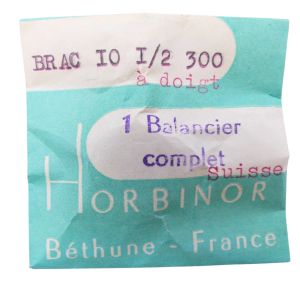 BRAC IO I/2 300
à doigt
1 Balancier
complet
Suisse
HORBINOR
Béthune - France